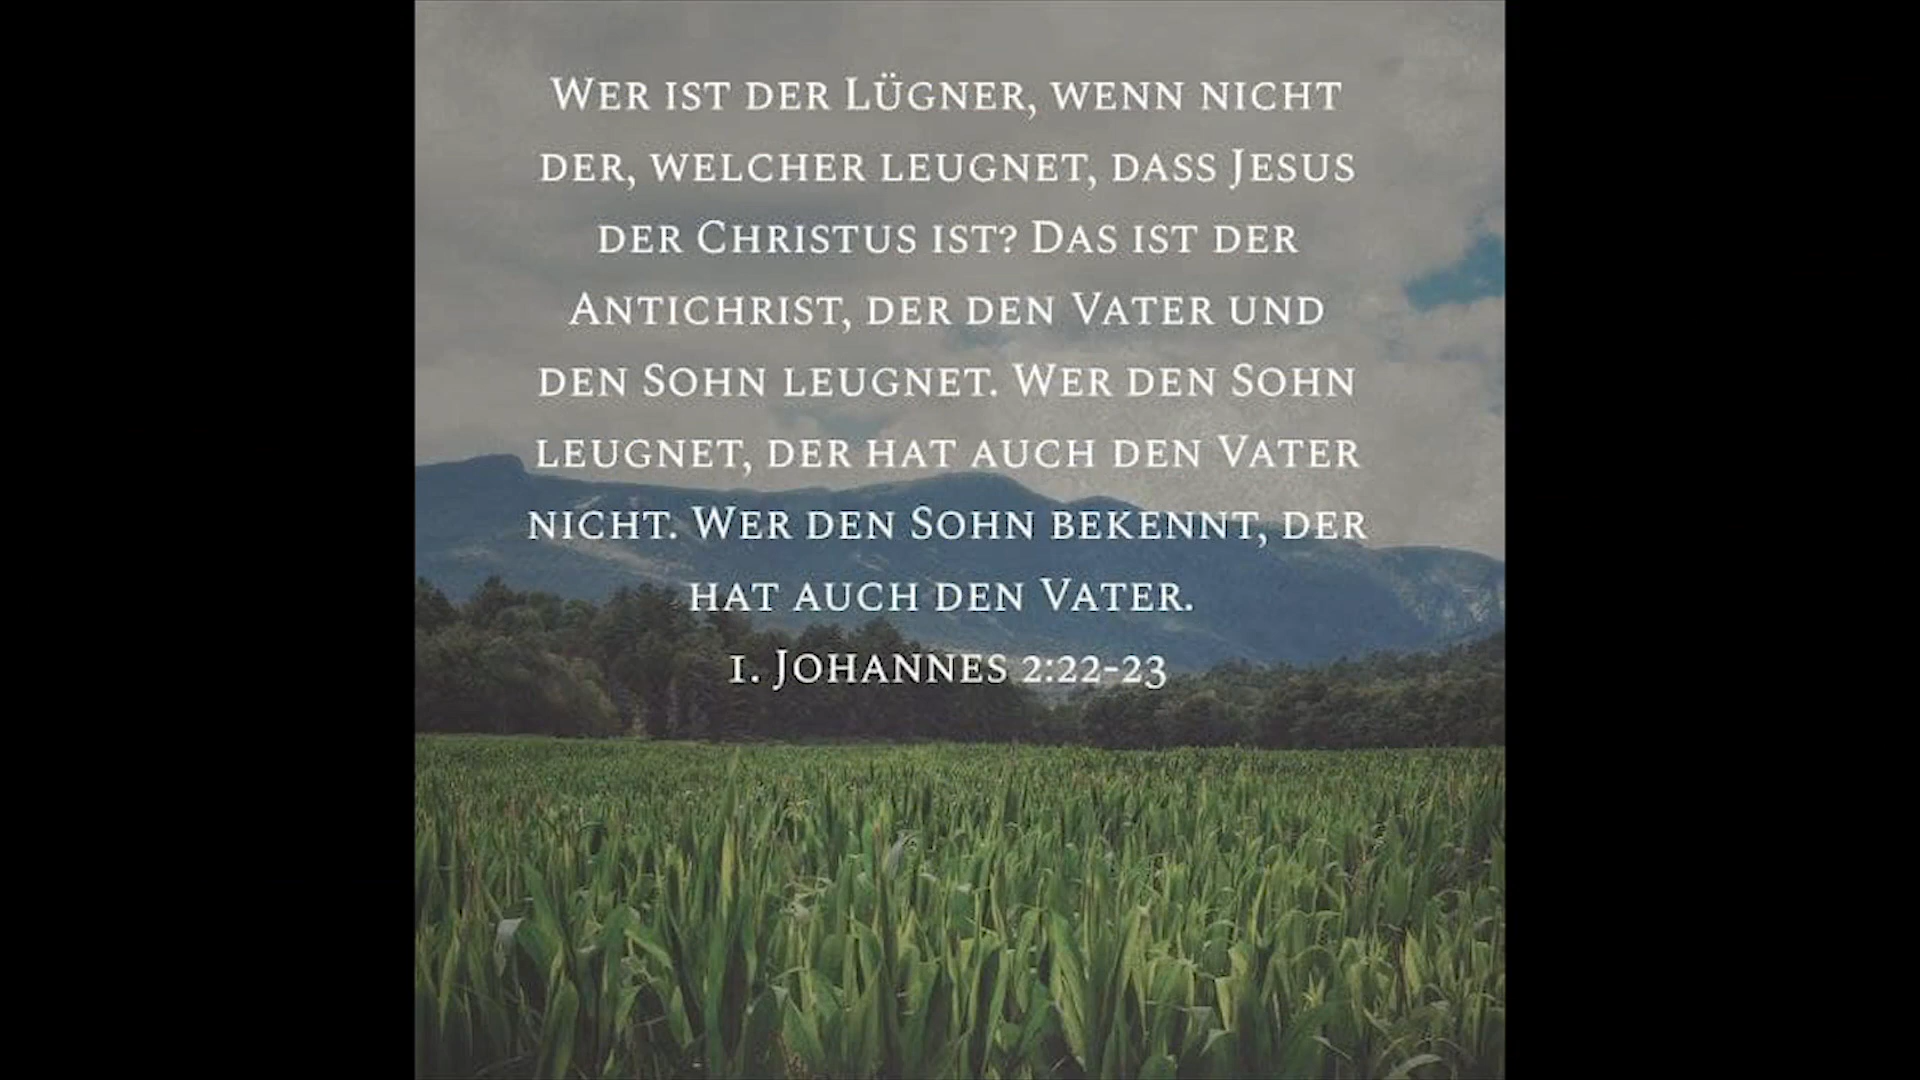 Wer ist der Lügner, wenn nicht
der, welcher leugnet, dass Jesus
der Christus ist? Das ist der
Antichrist, der den Vater und
den Sohn leugnet. Wer den Sohn
leugnet, der hat auch den Vater
nicht. Wer den Sohn bekennt, der
hat auch den Vater.
1. Johannes 2:22-23